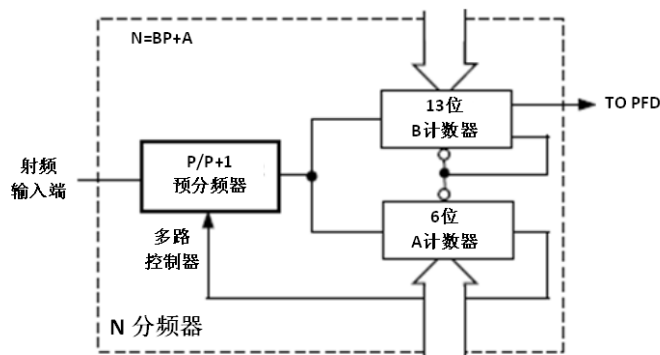 N=BP+A
13位
B计数器
TO PFD
射频
输入端
P/P+1
预分频器
6位
A计数器
多路
控制器
N 分频器